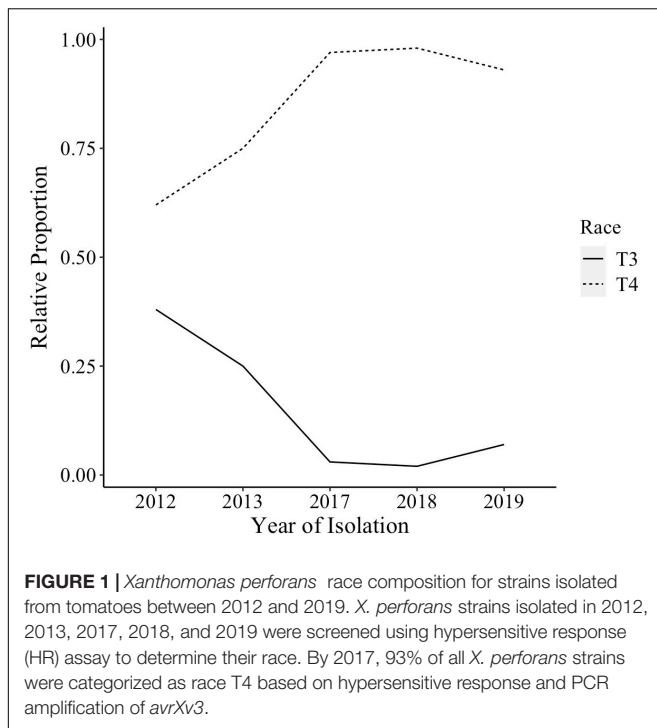 1.00
0.75
0.50
0.25
0.00
Relative Proportion
2012 2013 2017 2018 2019
Year of Isolation
Race
T3
T4
FIGURE 1 | Xanthomonas perforans race composition for strains isolated
from tomatoes between 2012 and 2019. X. perforans strains isolated in 2012,
2013, 2017, 2018, and 2019 were screened using hypersensitive response
(HR) assay to determine their race. By 2017, 93% of all X. perforans strains
were categorized as race T4 based on hypersensitive response and PCR
amplification of avrXv3.